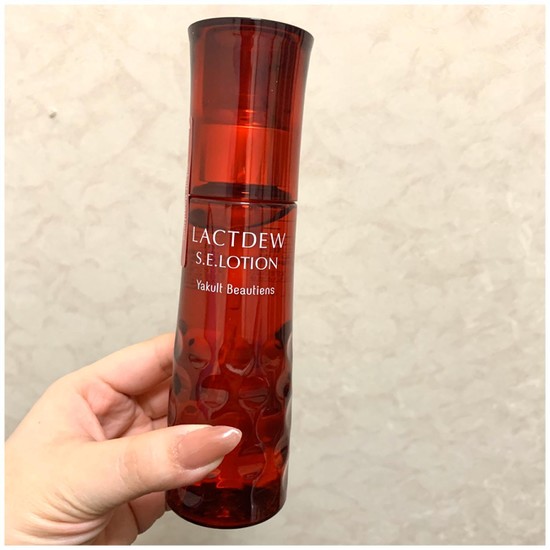 LACTDEW
S.E.LOTION
Yakult Beautiens